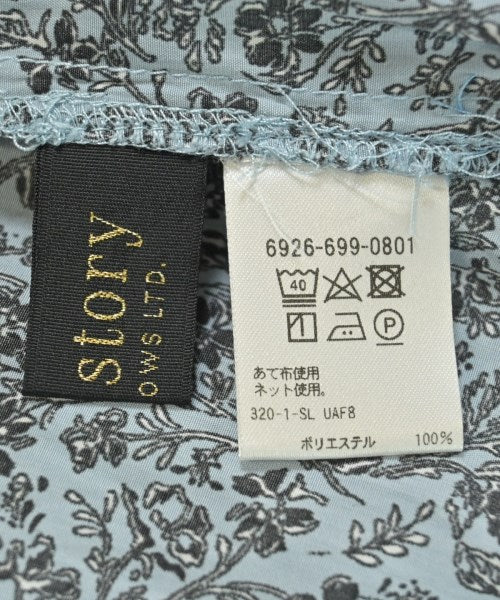 story
OWS LTD.
6926-699-0801
40
P
あて布使用
ネット使用。
320-1-SL UAF8
ポリエステル 100%